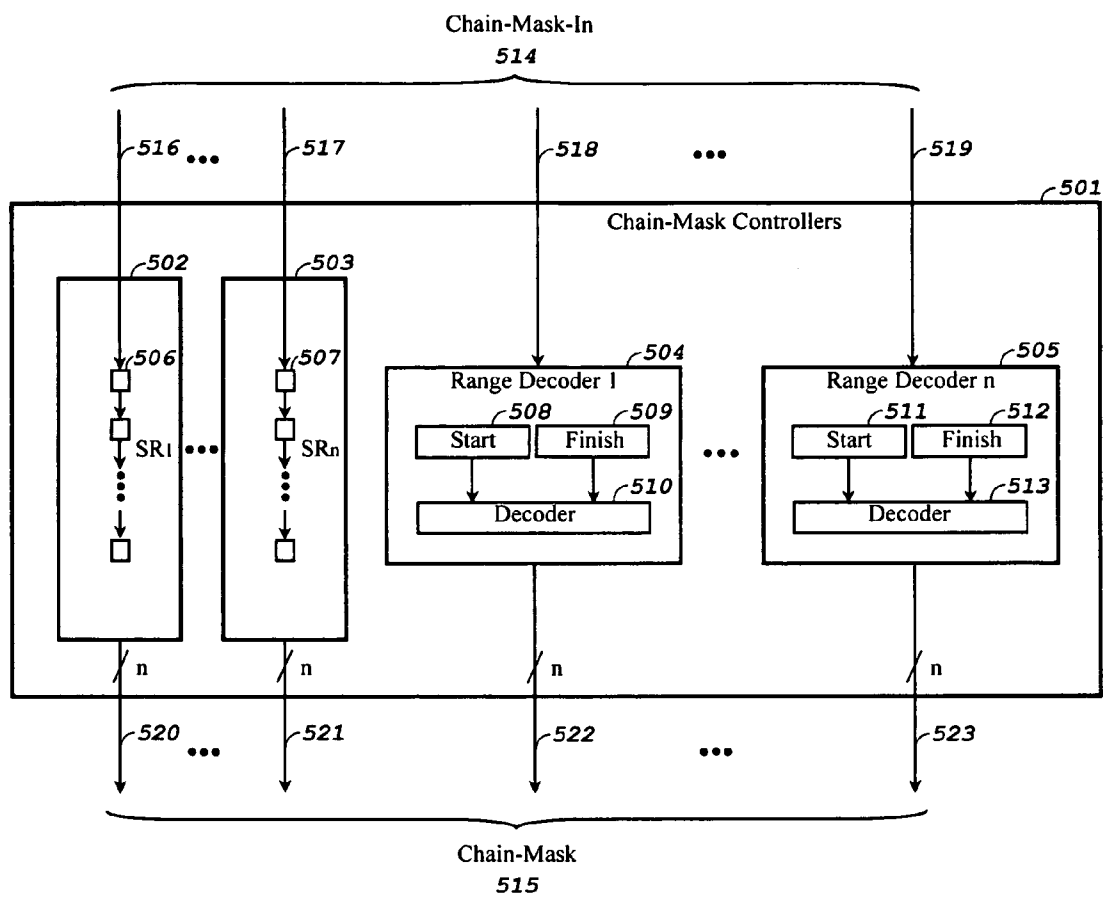 Chain-Mask-In
514
516
517
518
519
501
Chain-Mask Controllers
502
503
506
507
SR1
SRn
504
Range Decoder 1
508
509
Start
Finish
510
Decoder
505
Range Decoder n
511
512
Start
Finish
513
Decoder
n
n
n
n
520
521
522
523
Chain-Mask
515